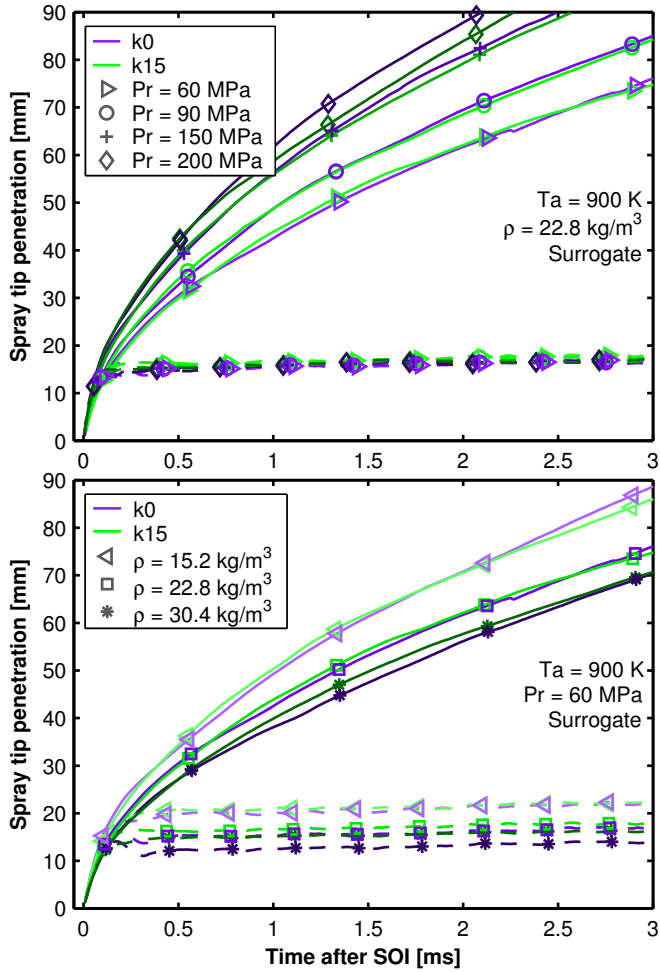 90
80
70
60
50
40
30
20
10
0
Spray tip penetration [mm]
k0
k15
Pr = 60 MPa
Pr = 90 MPa
Pr = 150 MPa
Pr = 200 MPa
Ta = 900 K
ρ = 22.8 kg/m³
Surrogate
0 0.5 1 1.5 2 2.5 3
90
80
70
60
50
40
30
20
10
0
Spray tip penetration [mm]
k0
k15
ρ = 15.2 kg/m³
ρ = 22.8 kg/m³
ρ = 30.4 kg/m³
Ta = 900 K
Pr = 60 MPa
Surrogate
0 0.5 1 1.5 2 2.5 3
Time after SOI [ms]